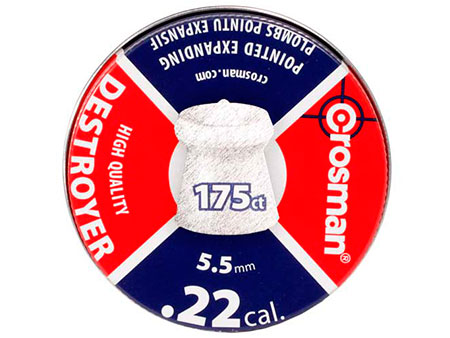 PLOMBS POINTU EXPANSIF
POINTED EXPANDING
crosman.com
HIGH QUALITY
DESTROYER
crosman®
175ct
5.5mm
.22 cal.